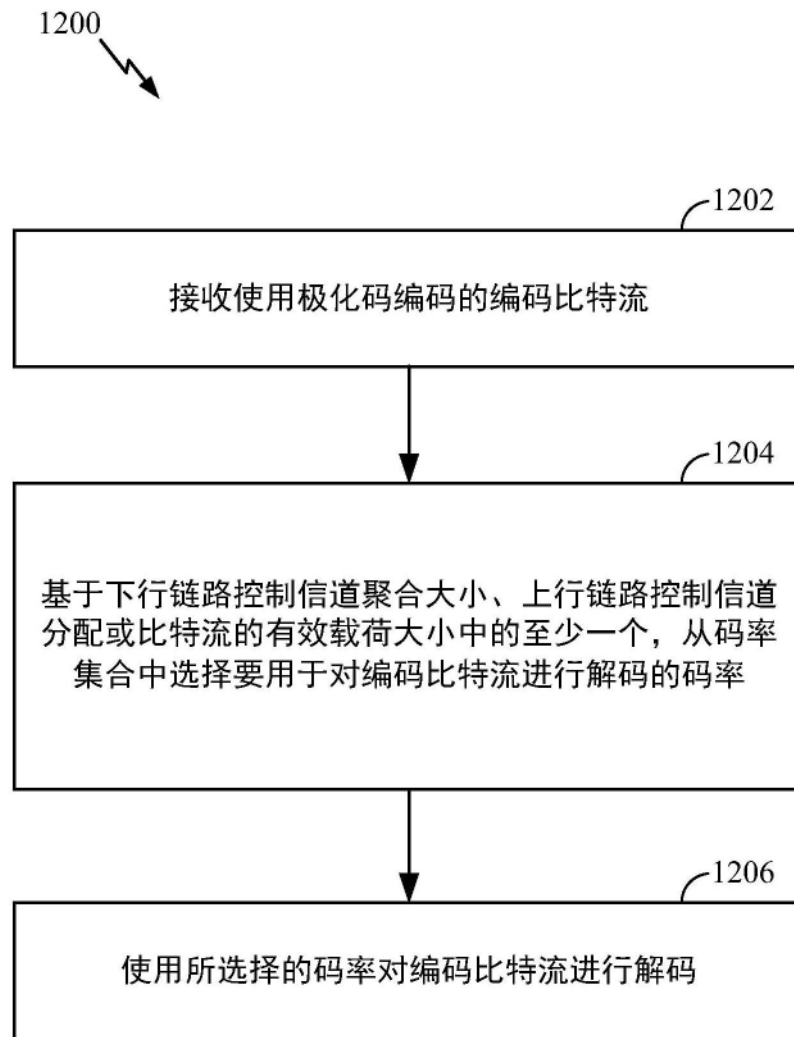 1200
1202
接收使用极化码编码的编码比特流
1204
基于下行链路控制信道聚合大小、上行链路控制信道
分配或比特流的有效载荷大小中的至少一个，从码率
集合中选择要用于对编码比特流进行解码的码率
1206
使用所选择的码率对编码比特流进行解码